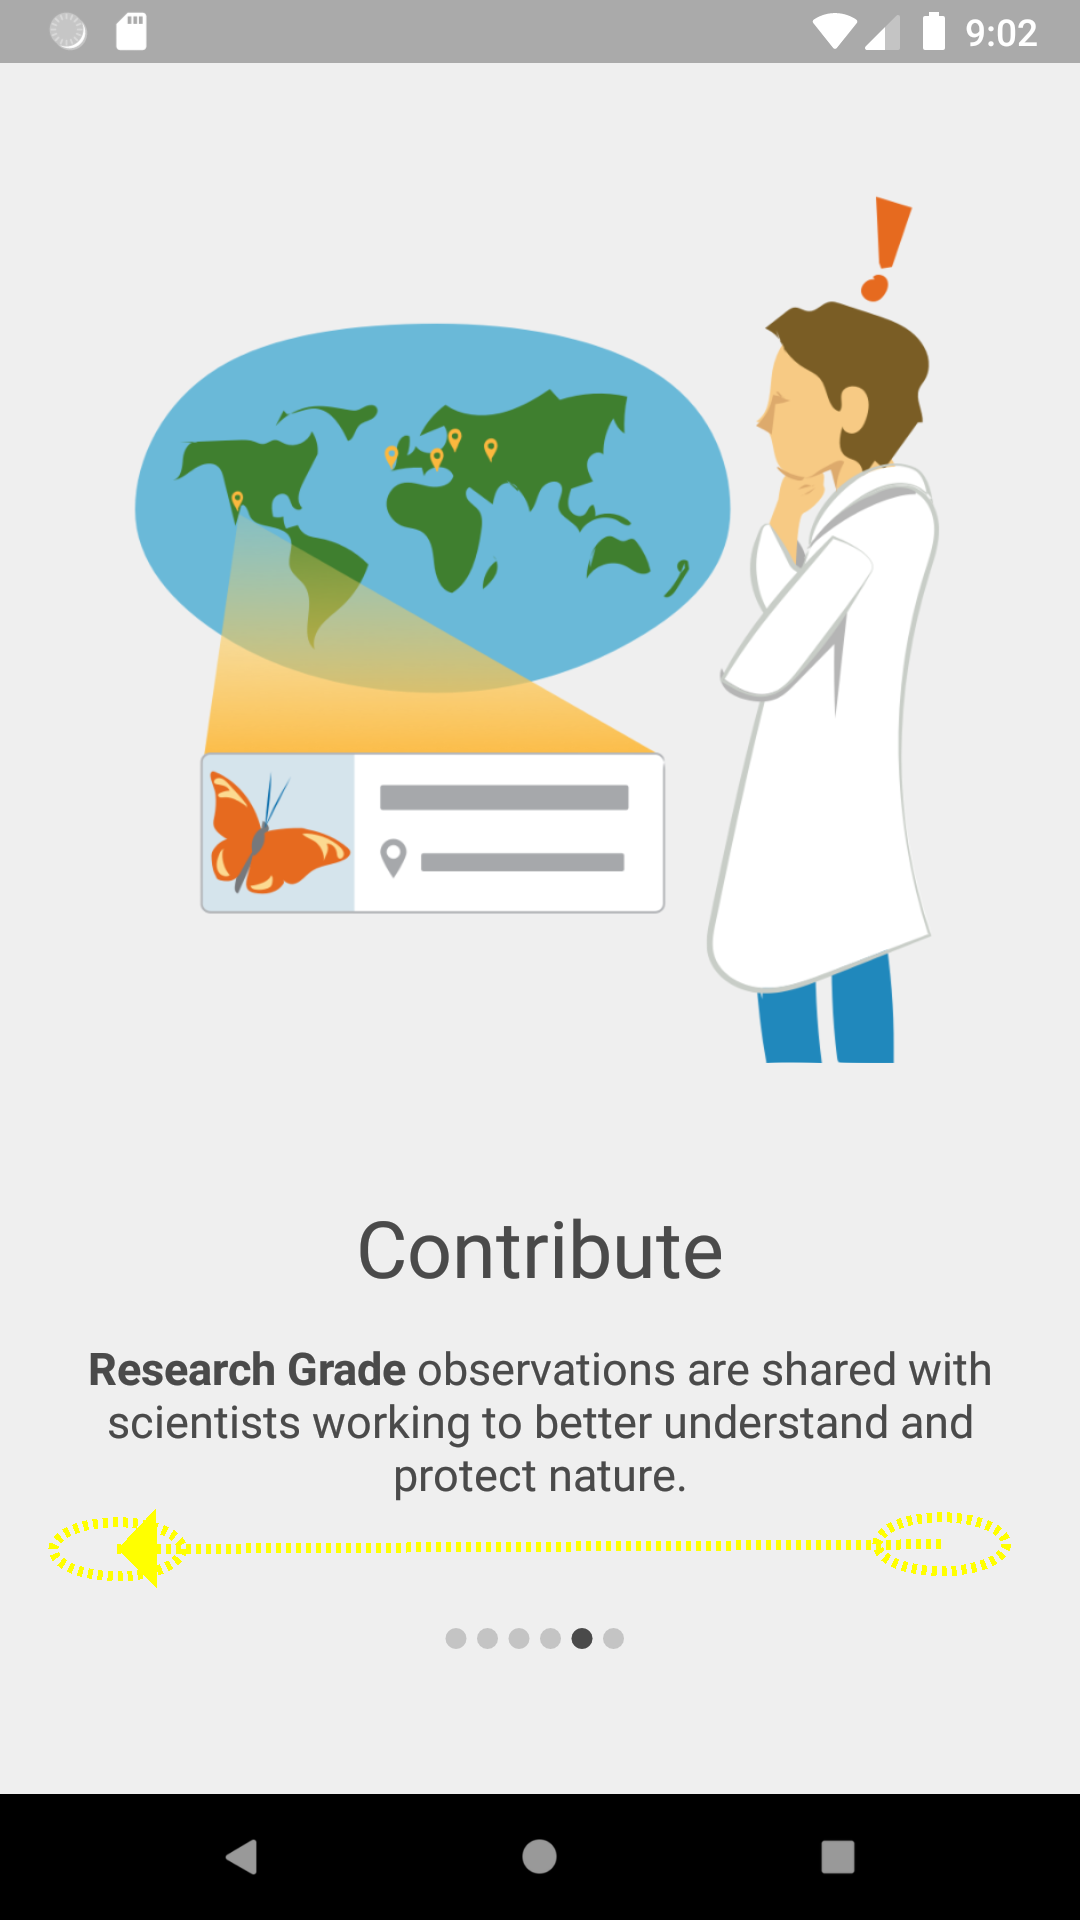 9:02
Contribute
Research Grade observations are shared with
scientists working to better understand and
protect nature.